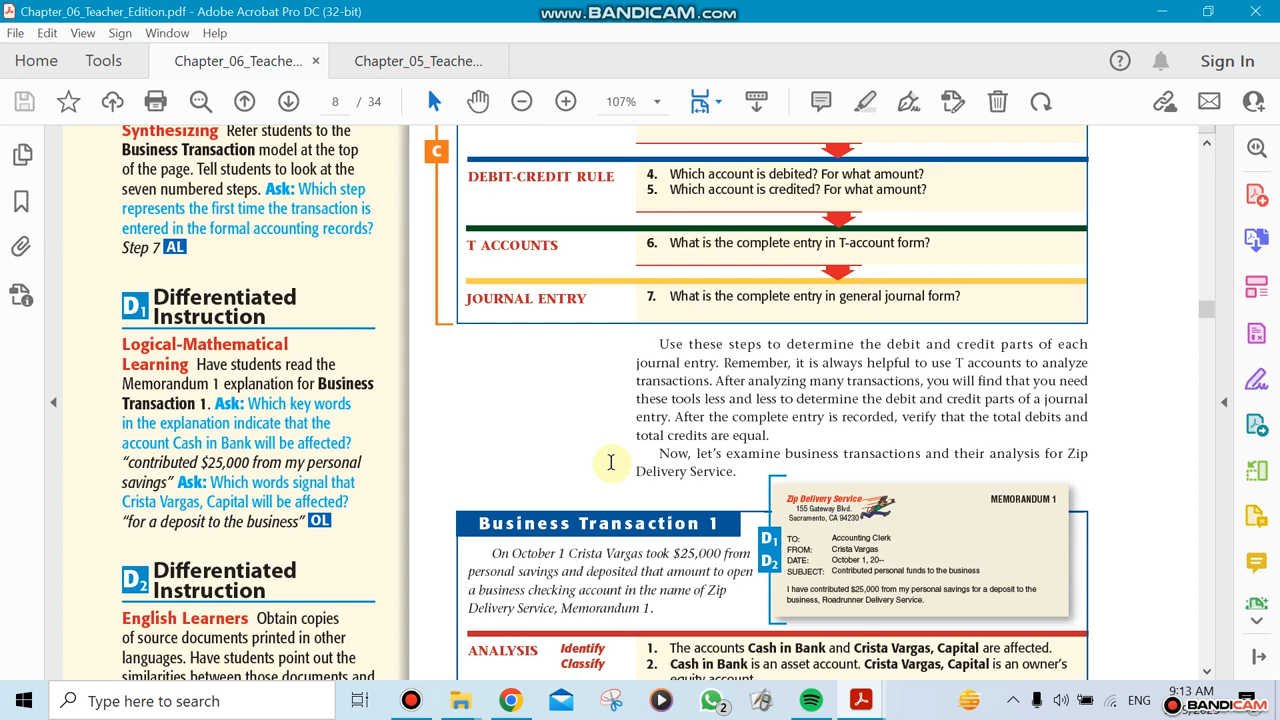 Chapter_06_Teacher_Edition.pdf - Adobe Acrobat Pro DC (32-bit)
www.BANDICAM.com
File Edit View Sign Window Help
Home Tools Chapter_06_Teache... × Chapter_05_Teache... Sign In
8 / 34 107%
Synthesizing Refer students to the
Business Transaction model at the top
of the page. Tell students to look at the
seven numbered steps. Ask: Which step
represents the first time the transaction is
entered in the formal accounting records?
Step 7 AL
D1 Differentiated
Instruction
Logical-Mathematical
Learning Have students read the
Memorandum 1 explanation for Business
Transaction 1. Ask: Which key words
in the explanation indicate that the
account Cash in Bank will be affected?
“contributed $25,000 from my personal
savings” Ask: Which words signal that
Crista Vargas, Capital will be affected?
“for a deposit to the business” OL
D2 Differentiated
Instruction
English Learners Obtain copies
of source documents printed in other
languages. Have students point out the
similarities between those documents and
C
DEBIT-CREDIT RULE
4. Which account is debited? For what amount?
5. Which account is credited? For what amount?
T ACCOUNTS
6. What is the complete entry in T-account form?
JOURNAL ENTRY
7. What is the complete entry in general journal form?
Use these steps to determine the debit and credit parts of each
journal entry. Remember, it is always helpful to use T accounts to analyze
transactions. After analyzing many transactions, you will find that you need
these tools less and less to determine the debit and credit parts of a journal
entry. After the complete entry is recorded, verify that the total debits and
total credits are equal.
Now, let’s examine business transactions and their analysis for Zip
Delivery Service.
Business Transaction 1
On October 1 Crista Vargas took $25,000 from
personal savings and deposited that amount to open
a business checking account in the name of Zip
Delivery Service, Memorandum 1.
D1
D2
Zip Delivery Service
155 Gateway Blvd.
Sacramento, CA 94230
MEMORANDUM 1
TO: Accounting Clerk
FROM: Crista Vargas
DATE: October 1, 20--
SUBJECT: Contributed personal funds to the business
I have contributed $25,000 from my personal savings for a deposit to the
business, Roadrunner Delivery Service.
ANALYSIS Identify
Classify
1. The accounts Cash in Bank and Crista Vargas, Capital are affected.
2. Cash in Bank is an asset account. Crista Vargas, Capital is an owner’s
equity account.
Type here to search
2
ENG
9:13 AM
BANDICAM